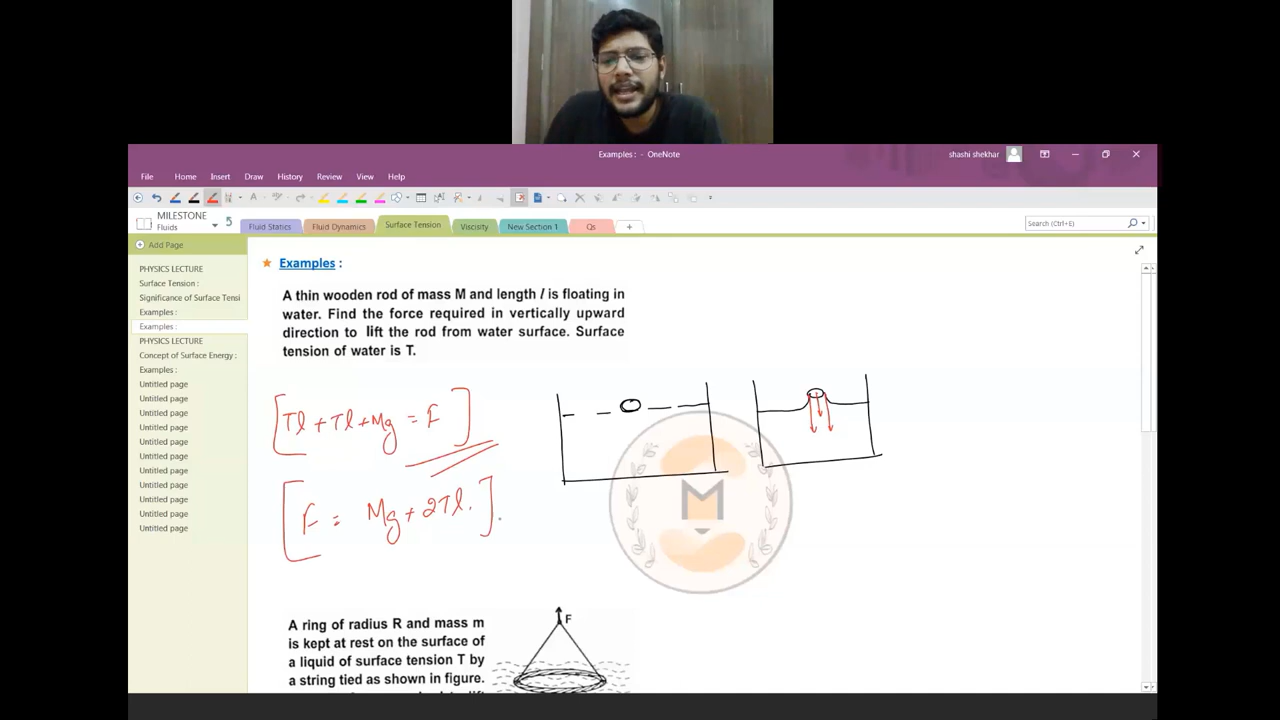 Examples : - OneNote
shashi shekhar
File Home Insert Draw History Review View Help
MILESTONE
Fluids
Fluid Statics Fluid Dynamics Surface Tension Viscosity New Section 1 Qs +
Search (Ctrl+E)
Add Page
PHYSICS LECTURE
Surface Tension :
Significance of Surface Tensi
Examples :
Examples :
PHYSICS LECTURE
Concept of Surface Energy :
Examples :
Untitled page
Untitled page
Untitled page
Untitled page
Untitled page
Untitled page
Untitled page
Untitled page
Untitled page
Untitled page
Untitled page
Examples :
A thin wooden rod of mass M and length l is floating in
water. Find the force required in vertically upward
direction to lift the rod from water surface. Surface
tension of water is T.
[Tl + Tl + Mg = F]
[F = Mg + 2Tl.]
M
A ring of radius R and mass m
is kept at rest on the surface of
a liquid of surface tension T by
a string tied as shown in figure.
F